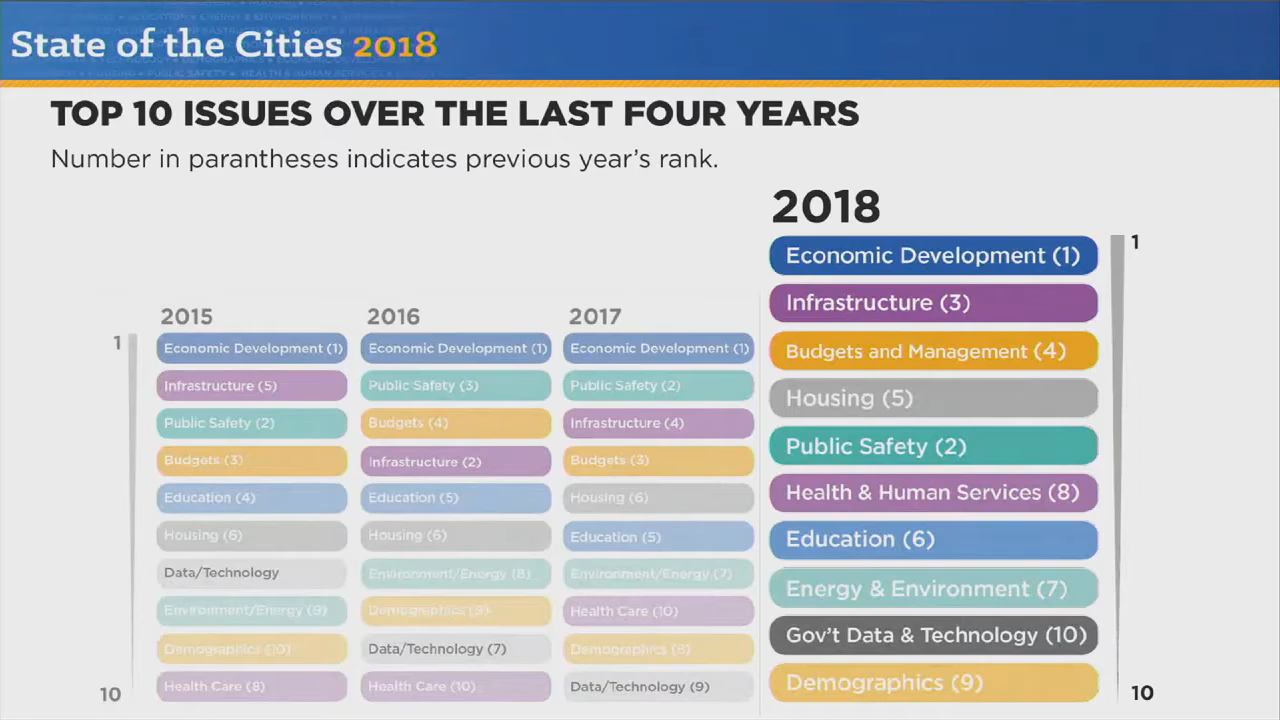 State of the Cities 2018
TOP 10 ISSUES OVER THE LAST FOUR YEARS
Number in parantheses indicates previous year's rank.
2015
1
Economic Development (1)
Infrastructure (5)
Public Safety (2)
Budgets (3)
Education (4)
Housing (6)
Data/Technology
Environment/Energy (9)
Demographics (10)
Health Care (8)
10
2016
Economic Development (1)
Public Safety (3)
Budgets (4)
Infrastructure (2)
Education (5)
Housing (6)
Environment/Energy (8)
Demographics (9)
Data/Technology (7)
Health Care (10)
2017
Economic Development (1)
Public Safety (2)
Infrastructure (4)
Budgets (3)
Housing (6)
Education (5)
Environment/Energy (7)
Health Care (10)
Demographics (8)
Data/Technology (9)
2018
Economic Development (1)
Infrastructure (3)
Budgets and Management (4)
Housing (5)
Public Safety (2)
Health & Human Services (8)
Education (6)
Energy & Environment (7)
Gov't Data & Technology (10)
Demographics (9)
1
10